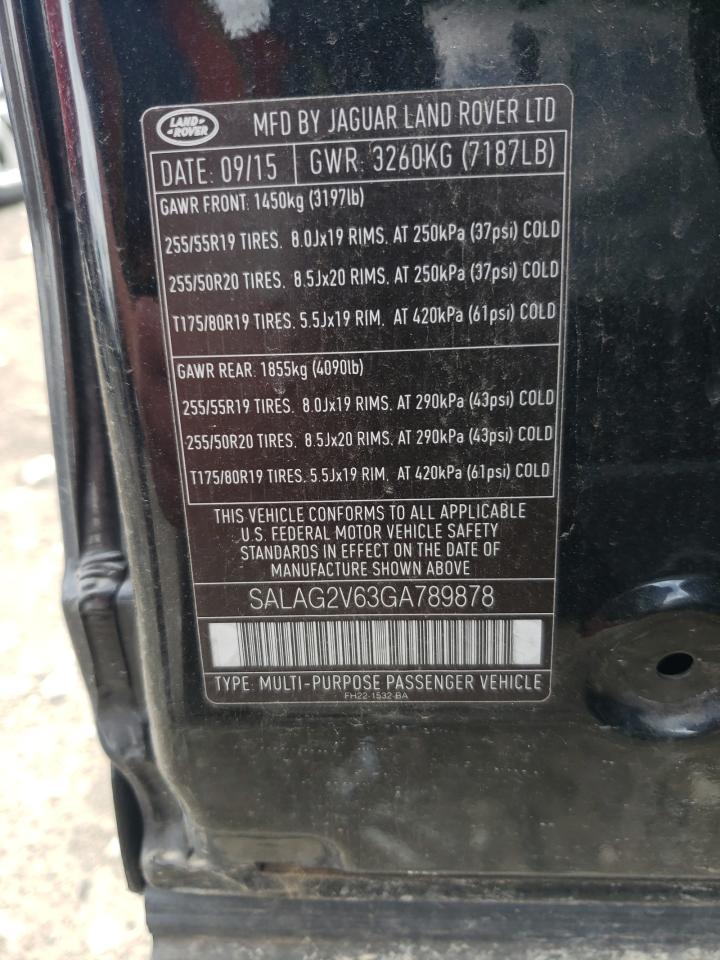 LAND
ROVER
MFD BY JAGUAR LAND ROVER LTD
DATE: 09/15 GWR: 3260KG (7187LB)
GAWR FRONT: 1450kg (3197lb)
255/55R19 TIRES. 8.0Jx19 RIMS. AT 250kPa (37psi) COLD
255/50R20 TIRES. 8.5Jx20 RIMS. AT 250kPa (37psi) COLD
T175/80R19 TIRES. 5.5Jx19 RIM. AT 420kPa (61psi) COLD
GAWR REAR: 1855kg (4090lb)
255/55R19 TIRES. 8.0Jx19 RIMS. AT 290kPa (43psi) COLD
255/50R20 TIRES. 8.5Jx20 RIMS. AT 290kPa (43psi) COLD
T175/80R19 TIRES. 5.5Jx19 RIM. AT 420kPa (61psi) COLD
THIS VEHICLE CONFORMS TO ALL APPLICABLE
U.S. FEDERAL MOTOR VEHICLE SAFETY
STANDARDS IN EFFECT ON THE DATE OF
MANUFACTURE SHOWN ABOVE
SALAG2V63GA789878
TYPE: MULTI-PURPOSE PASSENGER VEHICLE
FH22-1532-BA